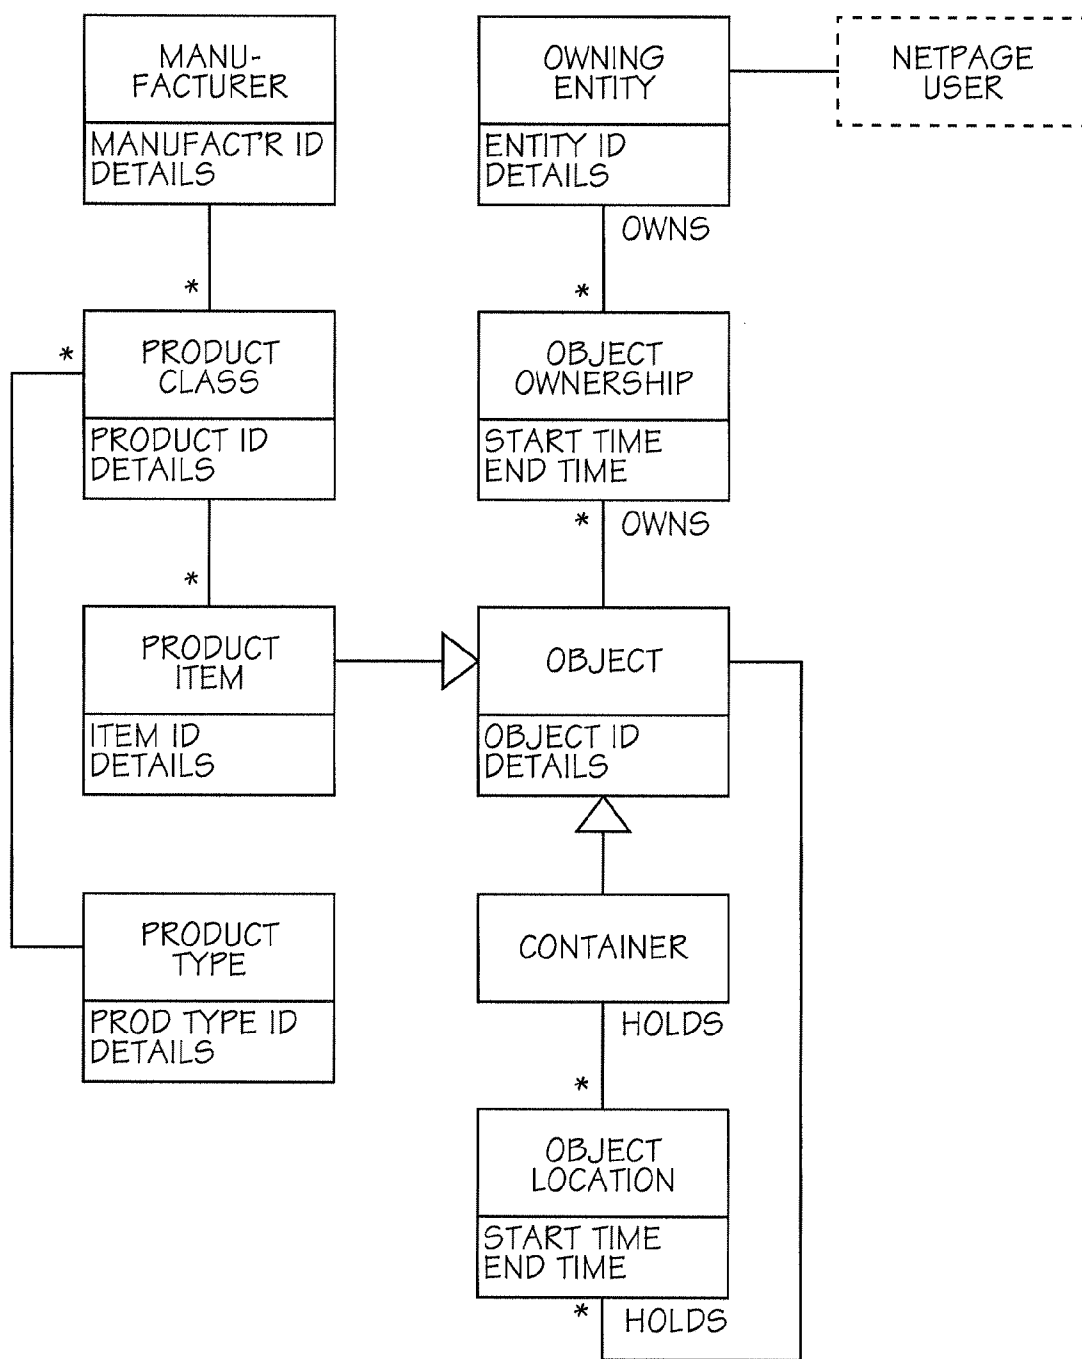 MANU-
FACTURER
MANUFACT'R ID
DETAILS
OWNING
ENTITY
ENTITY ID
DETAILS
NETPAGE
USER
OWNS
*
*
*
PRODUCT
CLASS
PRODUCT ID
DETAILS
OBJECT
OWNERSHIP
START TIME
END TIME
* OWNS
*
PRODUCT
ITEM
ITEM ID
DETAILS
OBJECT
OBJECT ID
DETAILS
PRODUCT
TYPE
PROD TYPE ID
DETAILS
CONTAINER
HOLDS
*
OBJECT
LOCATION
START TIME
END TIME
* HOLDS